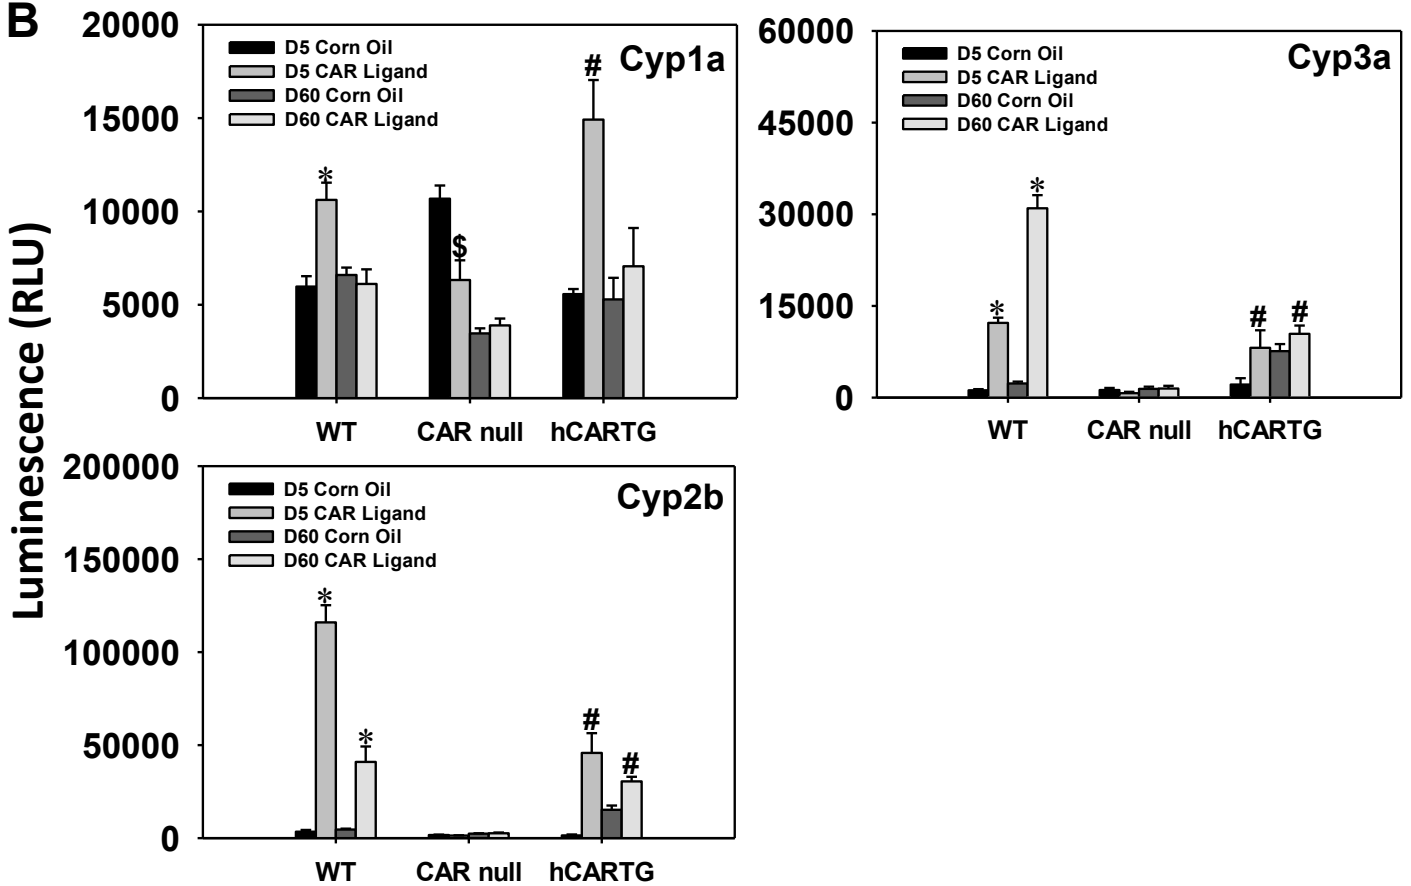 B
Luminescence (RLU)
20000
15000
10000
5000
0
D5 Corn Oil
D5 CAR Ligand
D60 Corn Oil
D60 CAR Ligand
Cyp1a
*
$
#
WT CAR null hCARTG
60000
45000
30000
15000
0
D5 Corn Oil
D5 CAR Ligand
D60 Corn Oil
D60 CAR Ligand
Cyp3a
*
*
# #
WT CAR null hCARTG
200000
150000
100000
50000
0
D5 Corn Oil
D5 CAR Ligand
D60 Corn Oil
D60 CAR Ligand
Cyp2b
*
*
#
#
WT CAR null hCARTG